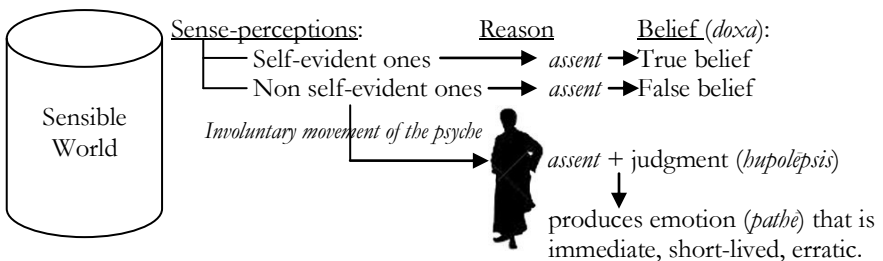 Sense-perceptions: Reason Belief (doxa):
Self-evident ones assent True belief
Non self-evident ones assent False belief
Sensible
World
Involuntary movement of the psyche
assent + judgment (hupolēpsis)
produces emotion (pathē) that is
immediate, short-lived, erratic.